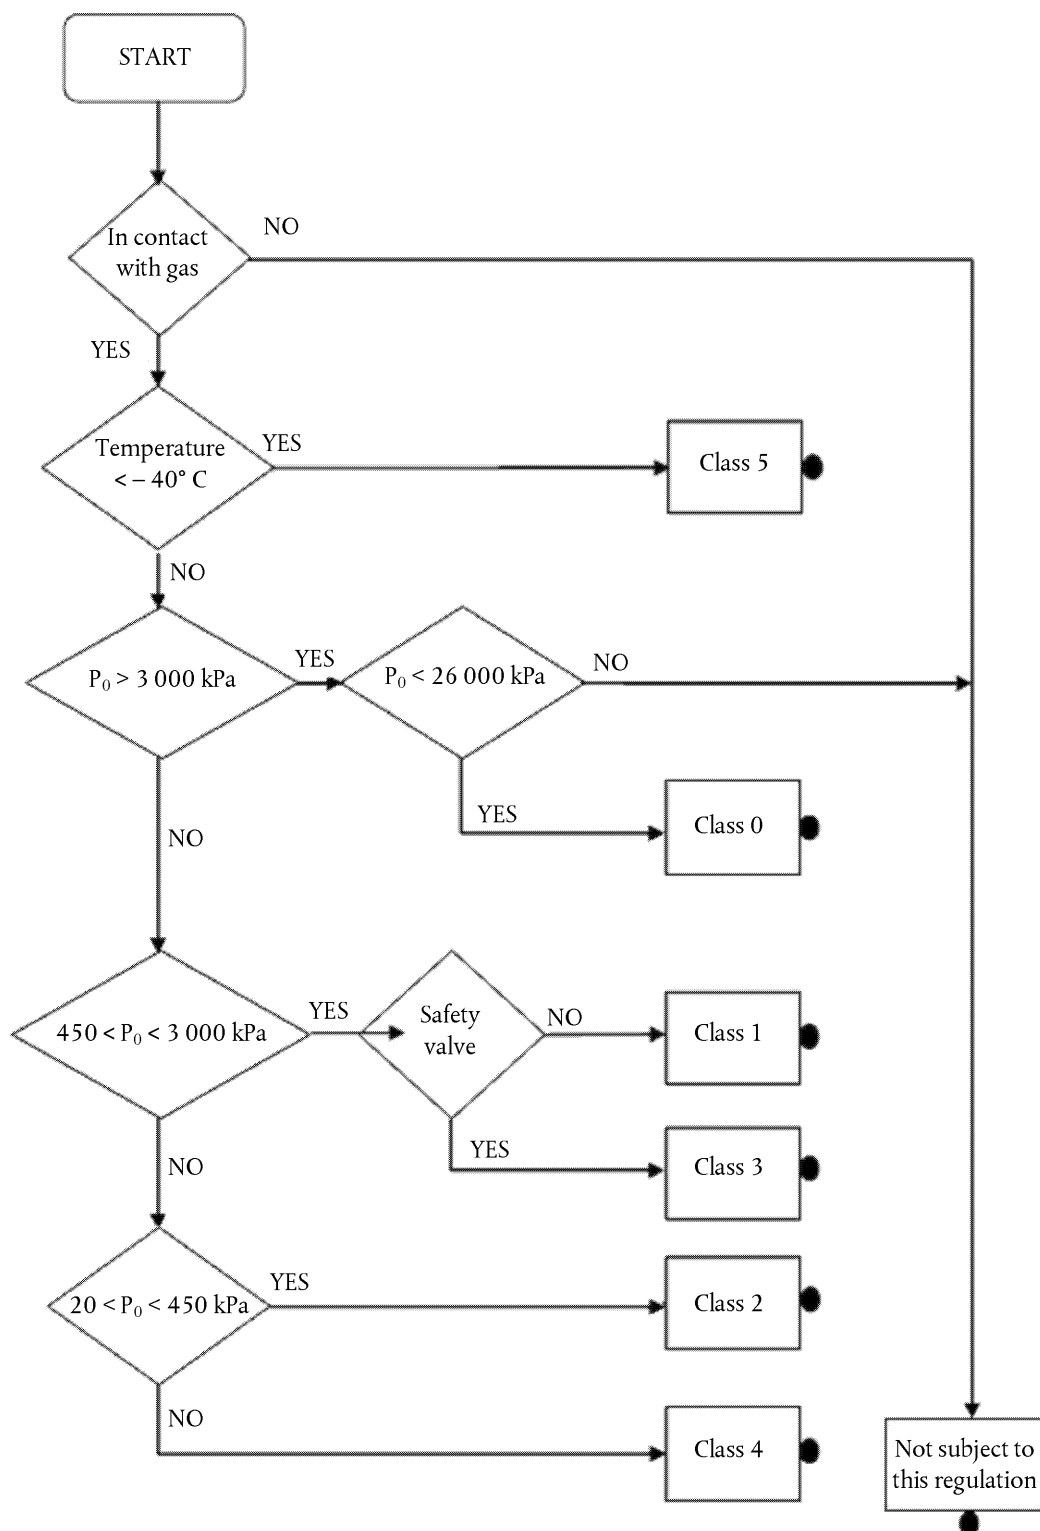 START
In contact
with gas
NO
YES
Temperature
< – 40° C
YES
Class 5
NO
P₀ > 3 000 kPa
YES
P₀ < 26 000 kPa
NO
YES
Class 0
NO
450 < P₀ < 3 000 kPa
YES
Safety
valve
NO
Class 1
YES
Class 3
NO
20 < P₀ < 450 kPa
YES
Class 2
NO
Class 4
Not subject to
this regulation